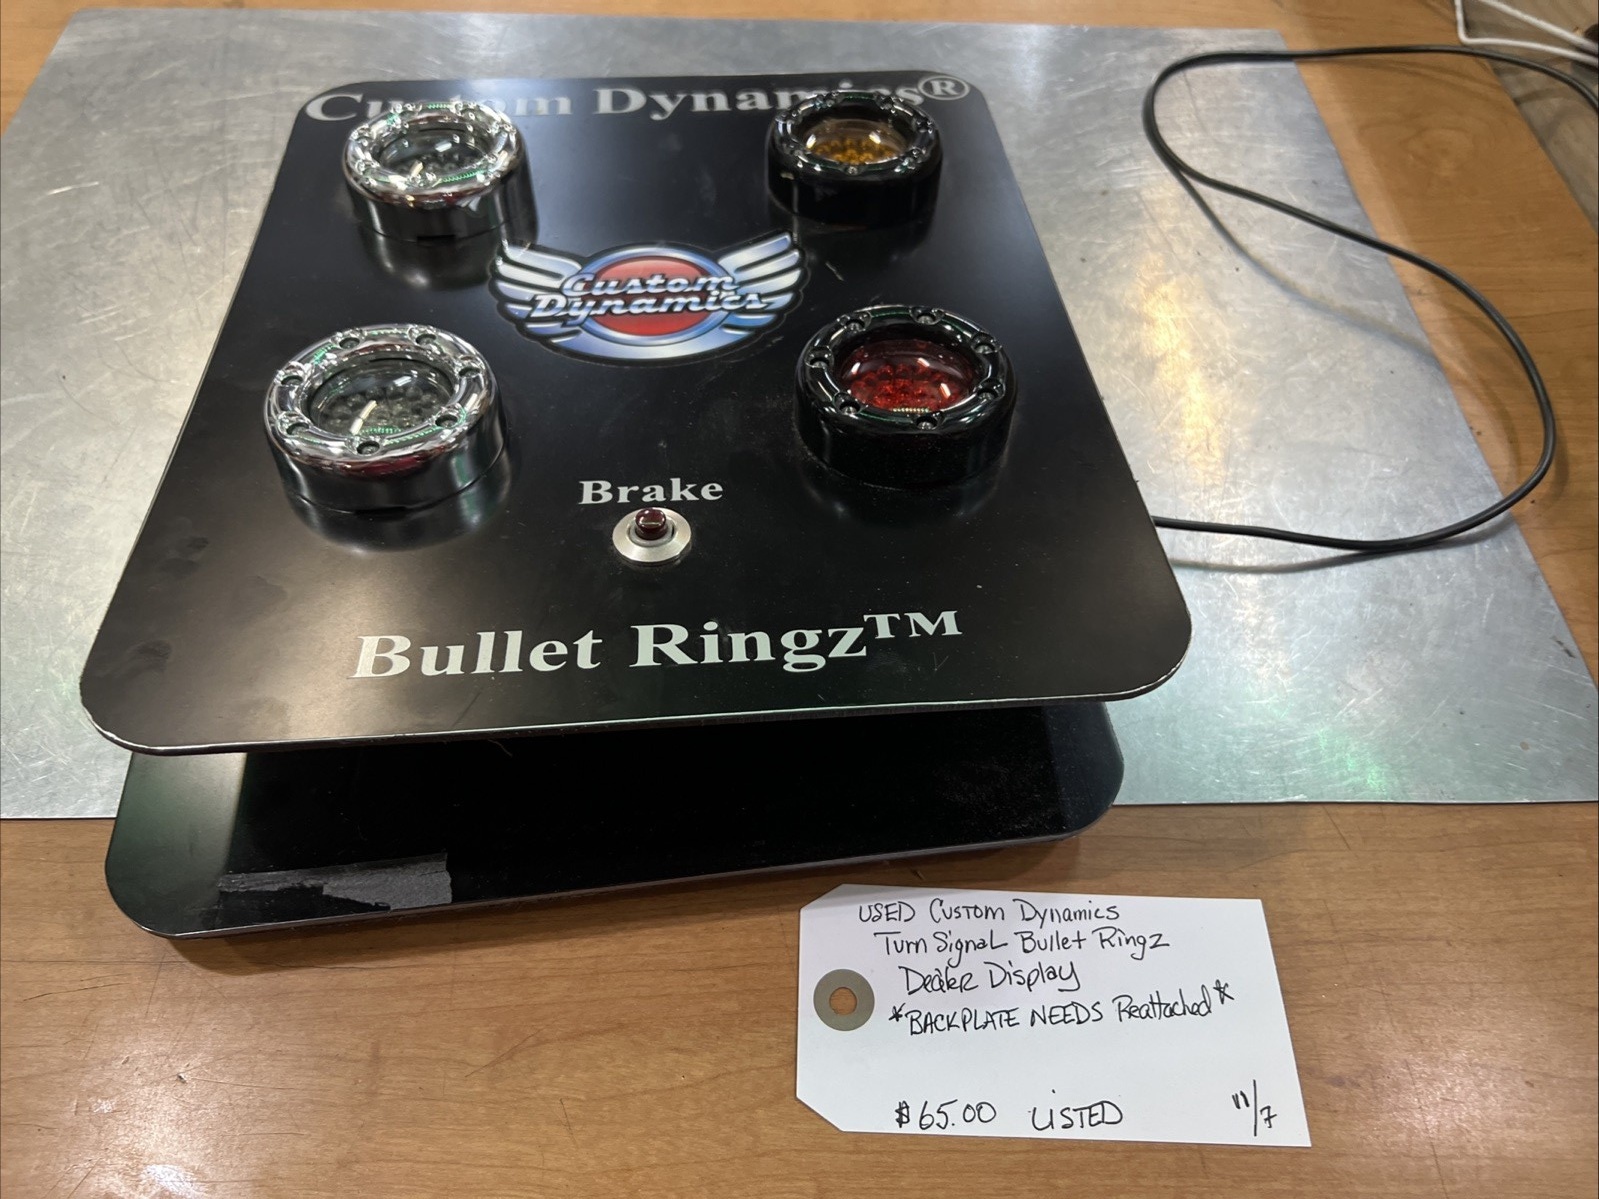 Custom Dynamics®
Custom
Dynamics
Brake
Bullet Ringz™
USED Custom Dynamics
Turn Signal Bullet Ringz
Dealer Display
*BACKPLATE NEEDS Reattached*
$65.00 LISTED 11/7